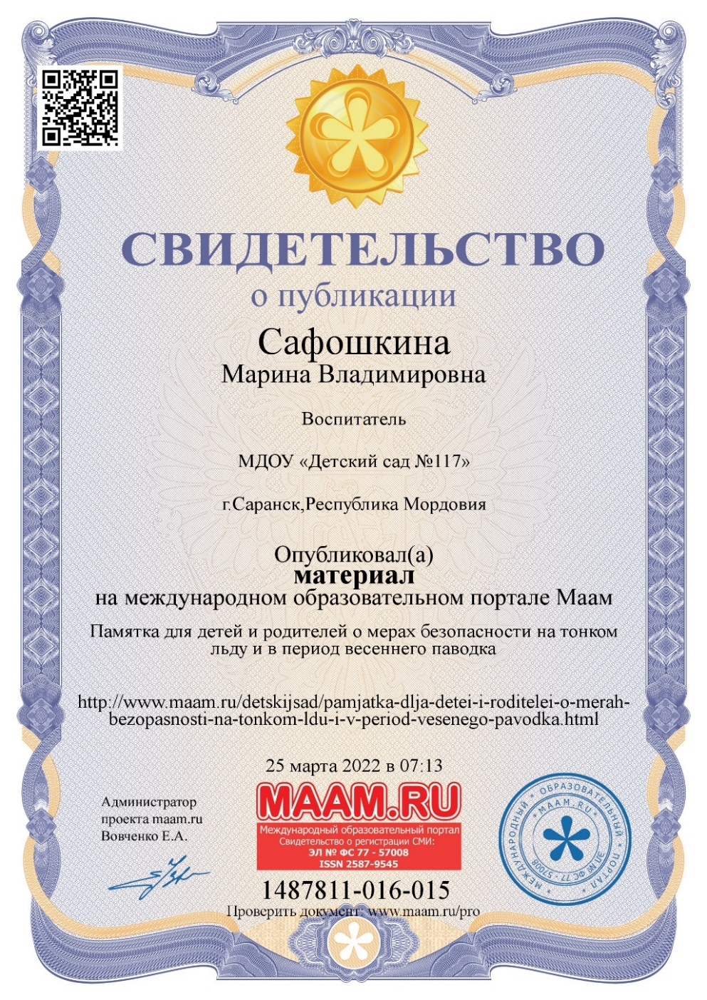 СВИДЕТЕЛЬСТВО
о публикации
Сафошкина
Марина Владимировна
Воспитатель
МДОУ «Детский сад №117»
г.Саранск,Республика Мордовия
Опубликовал(а)
материал
на международном образовательном портале Маам
Памятка для детей и родителей о мерах безопасности на тонком
льду и в период весеннего паводка
http://www.maam.ru/detskijsad/pamjatka-dlja-detei-i-roditelei-o-merah-
bezopasnosti-na-tonkom-ldu-i-v-period-vesenego-pavodka.html
25 марта 2022 в 07:13
Администратор
проекта maam.ru
Вовченко Е.А.
MAAM.RU
Международный образовательный портал
Свидетельство о регистрации СМИ:
ЭЛ № ФС 77 - 57008
ISSN 2587-9545
* МЕЖДУНАРОДНЫЙ * ОБРАЗОВАТЕЛЬНЫЙ * ПОРТАЛ *
* MAAM.RU *
ЭЛ № ФС 77 - 57008
1487811-016-015
Проверить документ: www.maam.ru/pro